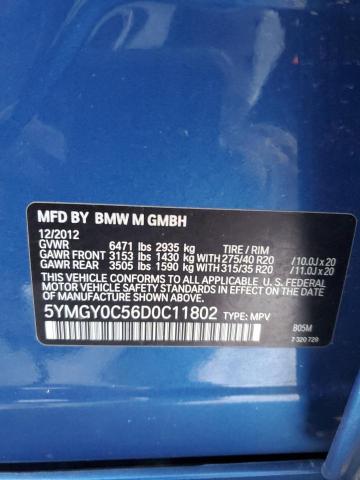 MFD BY BMW M GMBH
12/2012
GVWR 6471 lbs 2935 kg TIRE / RIM
GAWR FRONT 3153 lbs 1430 kg WITH 275/40 R20 /10.0J x 20
GAWR REAR 3505 lbs 1590 kg WITH 315/35 R20 /11.0J x 20
THIS VEHICLE CONFORMS TO ALL APPLICABLE U.S. FEDERAL
MOTOR VEHICLE SAFETY STANDARDS IN EFFECT
ON THE DATE OF MANUFACTURE SHOWN ABOVE.
5YMGY0C56D0C11802 TYPE: MPV
B05M
7 320 728